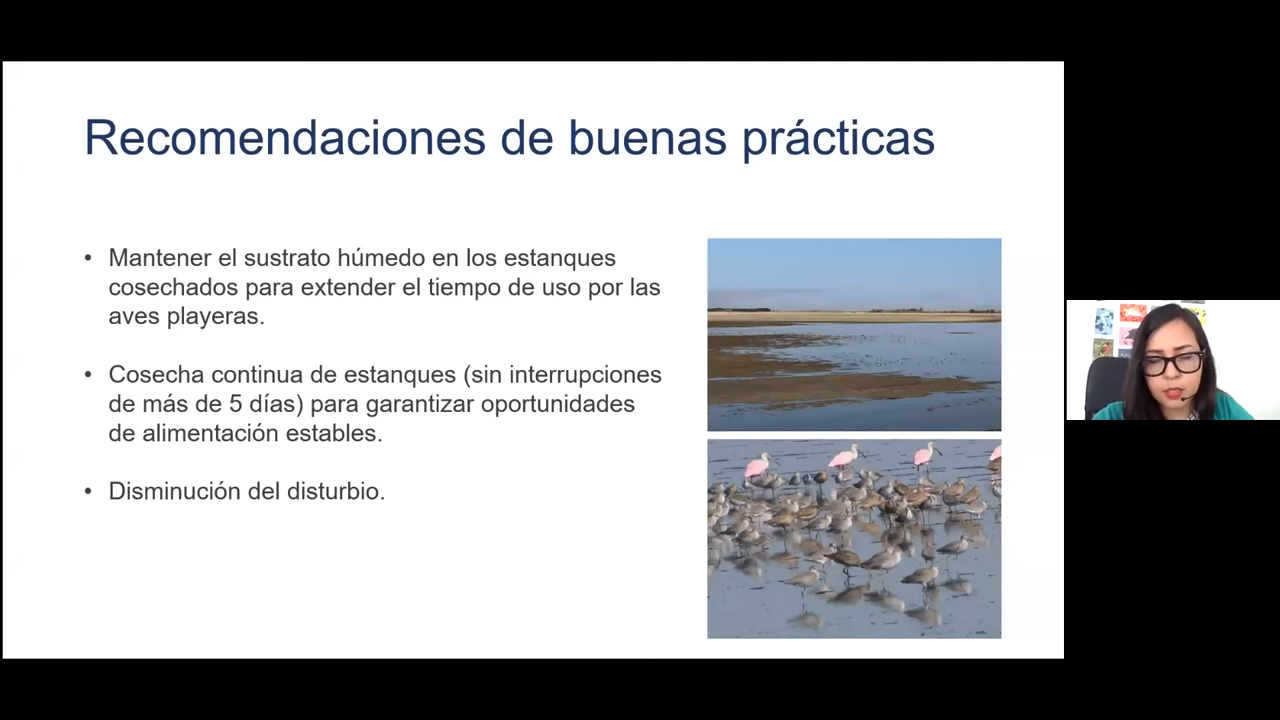 Recomendaciones de buenas prácticas
• Mantener el sustrato húmedo en los estanques
cosechados para extender el tiempo de uso por las
aves playeras.
• Cosecha continua de estanques (sin interrupciones
de más de 5 días) para garantizar oportunidades
de alimentación estables.
• Disminución del disturbio.